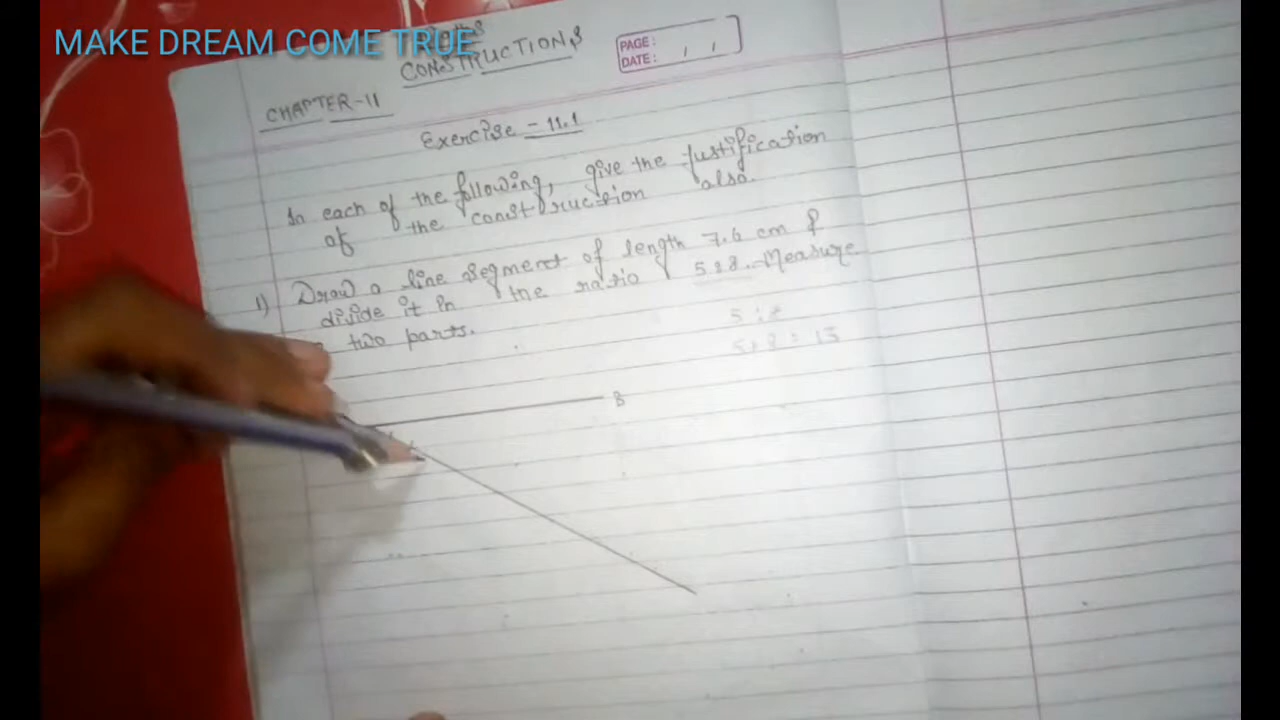 MAKE DREAM COME TRUE
CONSTRUCTIONS
PAGE:
DATE: / /
CHAPTER-11
Exercise - 11.1
In each of the following, give the justification
of the construction also.
1) Draw a line segment of length 7.6 cm &
divide it in the ratio 5:8. Measure
two parts.
5:8
5+8 = 13
B